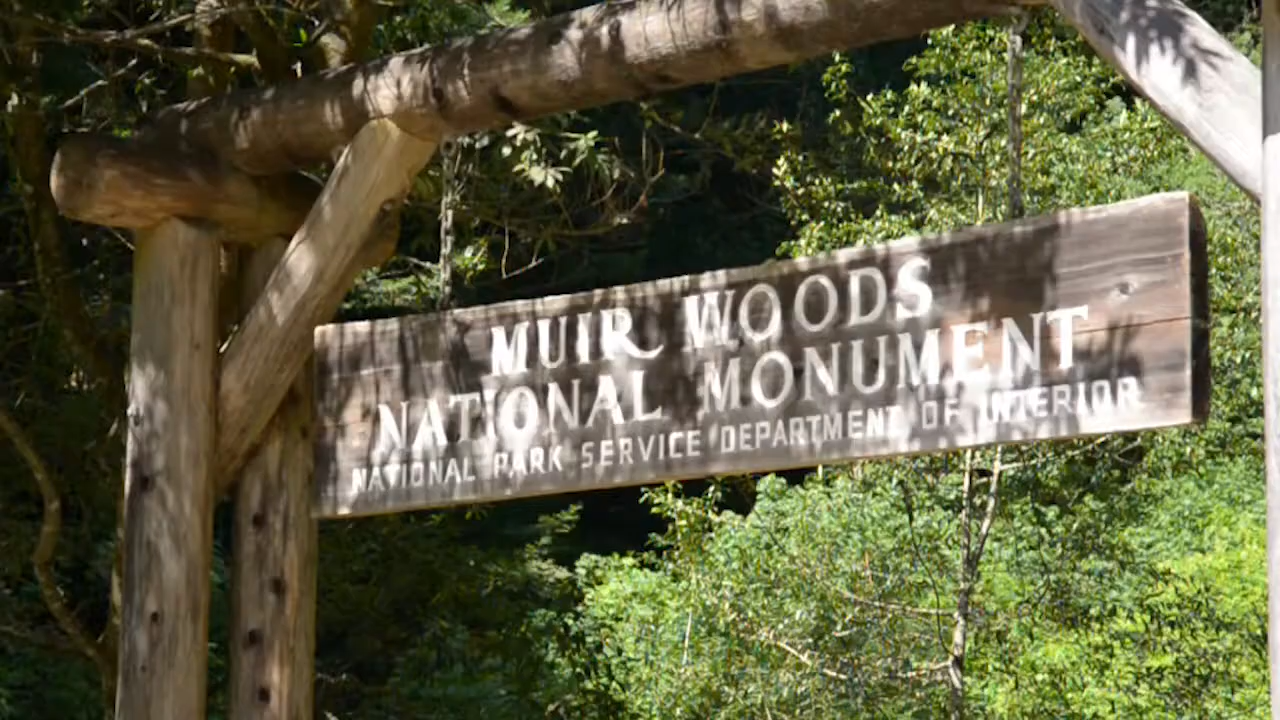 MUIR WOODS
NATIONAL MONUMENT
NATIONAL PARK SERVICE DEPARTMENT OF INTERIOR